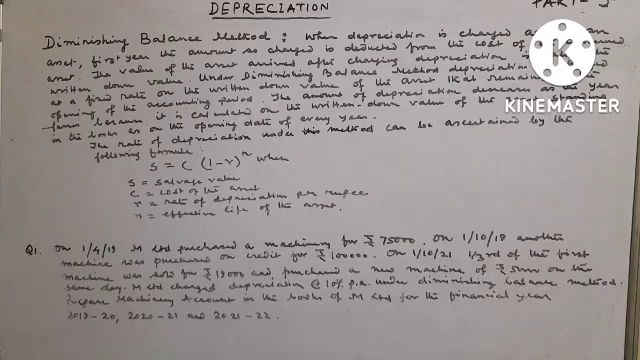 DEPRECIATION
PART-
Diminishing Balance Method: When depreciation is charged
asset, first year the amount so charged is deducted from the cost of
asset. The value of the asset arrived after charging depreciation
written down value. Under Diminishing Balance Method depreciation
at a fixed rate on the written down value of the asset that remains
opening of the accounting period. The amount of depreciation decreases as the year
because it is calculated on the written down value of the standing
in the books as on the opening date of every year.
The rate of depreciation under this method can be ascertained by the
following formula:
S = C (1-r)^n when
S = salvage value
C = cost of the asset
r = rate of depreciation per rupee
n = effective life of the asset.
Q1. On 1/4/19 M Ltd purchased a machinery for ₹ 75000. On 1/10/19 another
machine was purchased on credit for ₹ 100000. On 1/10/21 1/3rd of the first
machine was sold for ₹ 19000 and purchased a new machine of ₹ on the
same day. M Ltd charged depreciation @ 10% p.a. under diminishing balance method.
Prepare Machinery Account in the books of M Ltd for the financial year
2019-20, 2020-21 and 2021-22.
KINEMASTER